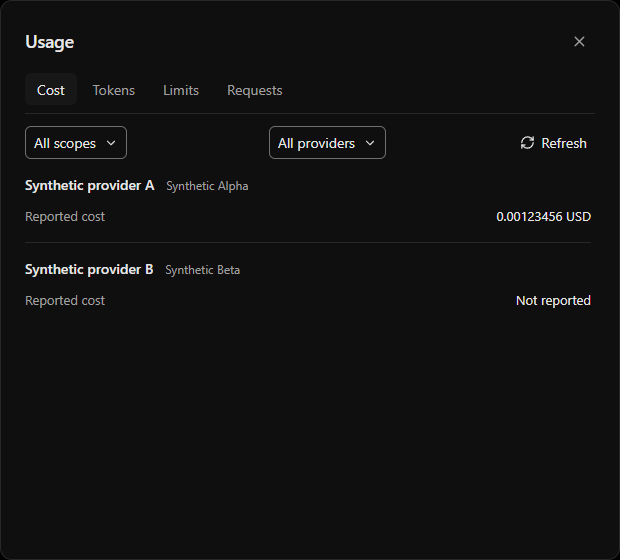 Usage
Cost Tokens Limits Requests
All scopes All providers Refresh
Synthetic provider A Synthetic Alpha
Reported cost 0.00123456 USD
Synthetic provider B Synthetic Beta
Reported cost Not reported